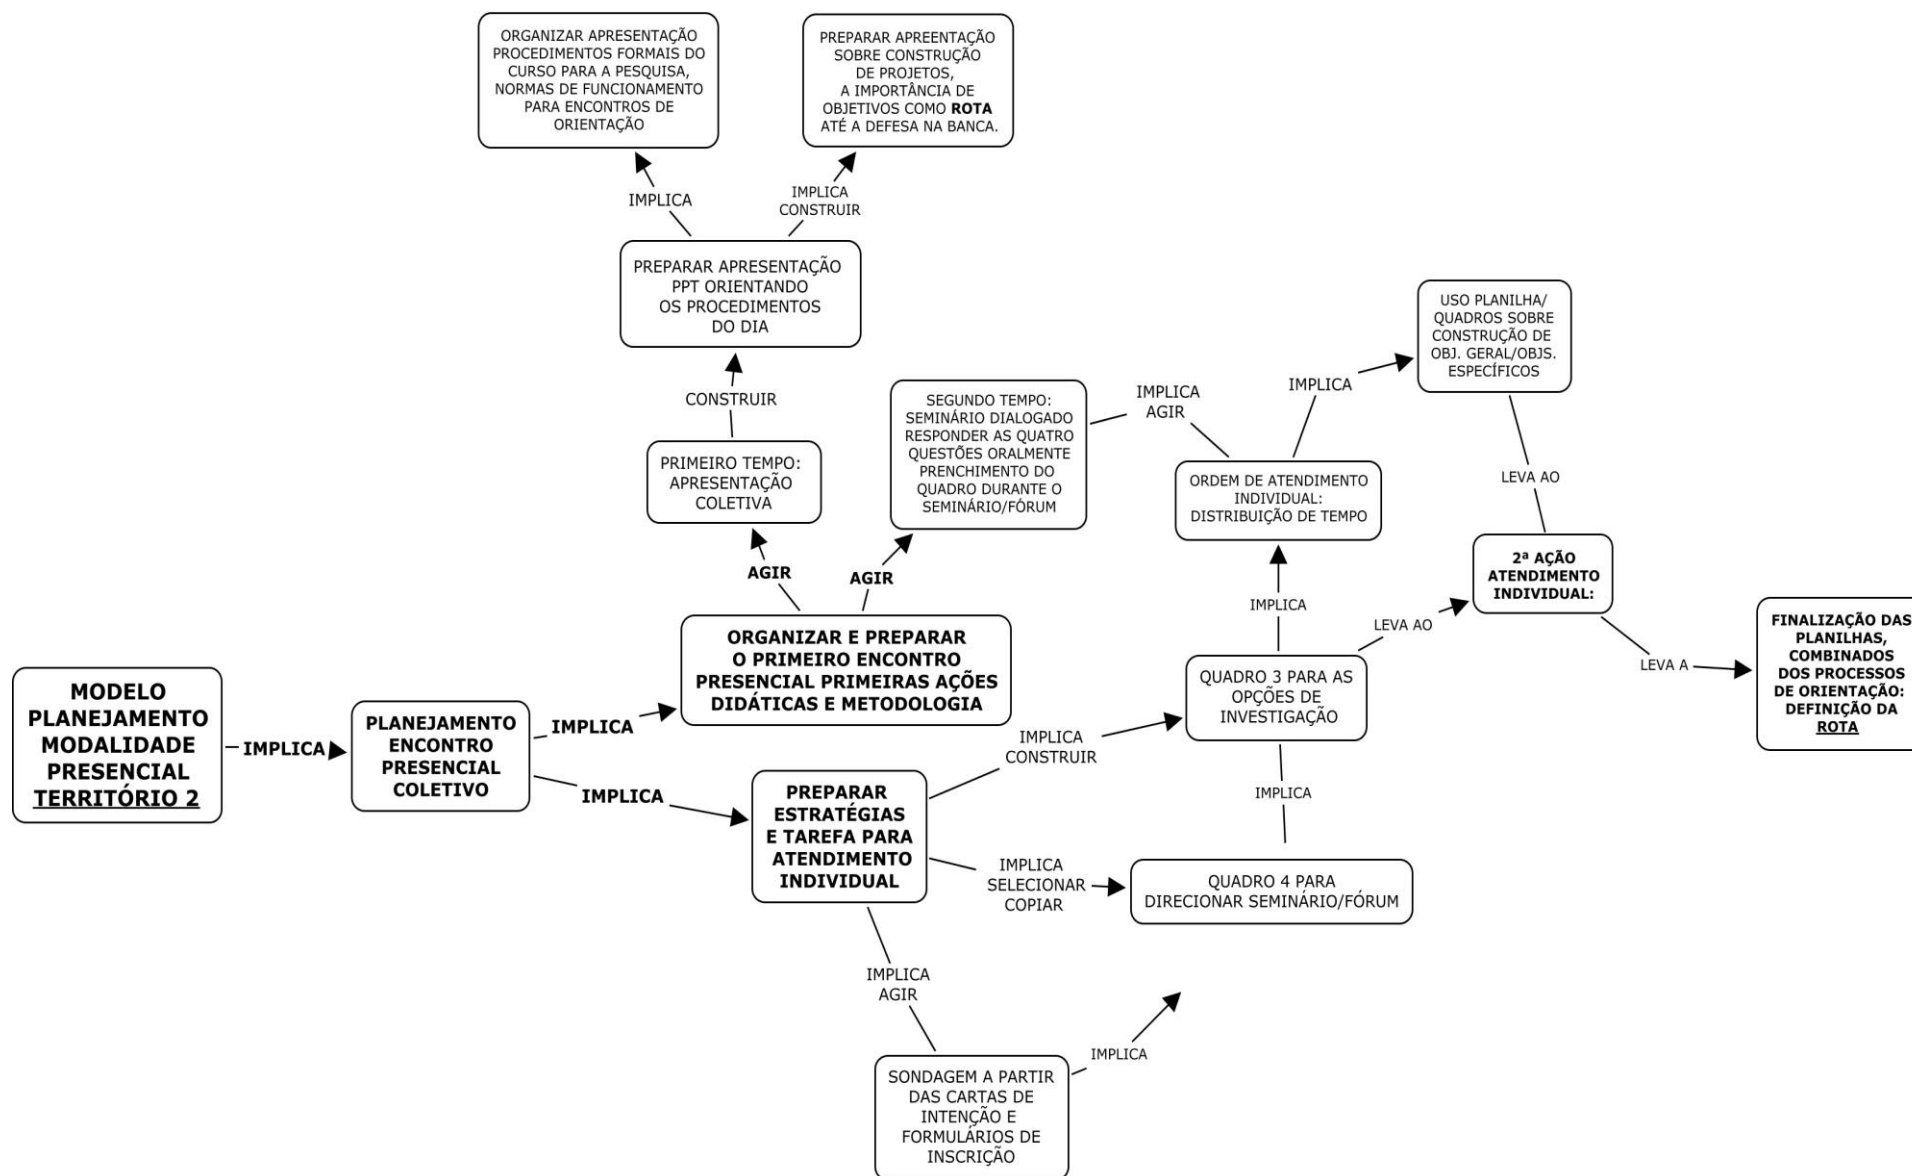 ORGANIZAR APRESENTAÇÃO
PROCEDIMENTOS FORMAIS DO
CURSO PARA A PESQUISA,
NORMAS DE FUNCIONAMENTO
PARA ENCONTROS DE
ORIENTAÇÃO
PREPARAR APREENTAÇÃO
SOBRE CONSTRUÇÃO
DE PROJETOS,
A IMPORTÂNCIA DE
OBJETIVOS COMO ROTA
ATÉ A DEFESA NA BANCA.
IMPLICA
IMPLICA
CONSTRUIR
PREPARAR APRESENTAÇÃO
PPT ORIENTANDO
OS PROCEDIMENTOS
DO DIA
CONSTRUIR
PRIMEIRO TEMPO:
APRESENTAÇÃO
COLETIVA
AGIR
SEGUNDO TEMPO:
SEMINÁRIO DIALOGADO
RESPONDER AS QUATRO
QUESTÕES ORALMENTE
PRENCHIMENTO DO
QUADRO DURANTE O
SEMINÁRIO/FÓRUM
AGIR
IMPLICA
AGIR
ORDEM DE ATENDIMENTO
INDIVIDUAL:
DISTRIBUIÇÃO DE TEMPO
IMPLICA
USO PLANILHA/
QUADROS SOBRE
CONSTRUÇÃO DE
OBJ. GERAL/OBJS.
ESPECÍFICOS
LEVA AO
2ª AÇÃO
ATENDIMENTO
INDIVIDUAL:
LEVA A
FINALIZAÇÃO DAS
PLANILHAS,
COMBINADOS
DOS PROCESSOS
DE ORIENTAÇÃO:
DEFINIÇÃO DA
ROTA
MODELO
PLANEJAMENTO
MODALIDADE
PRESENCIAL
TERRITÓRIO 2
IMPLICA
PLANEJAMENTO
ENCONTRO
PRESENCIAL
COLETIVO
IMPLICA
ORGANIZAR E PREPARAR
O PRIMEIRO ENCONTRO
PRESENCIAL PRIMEIRAS AÇÕES
DIDÁTICAS E METODOLOGIA
IMPLICA
PREPARAR
ESTRATÉGIAS
E TAREFA PARA
ATENDIMENTO
INDIVIDUAL
IMPLICA
CONSTRUIR
QUADRO 3 PARA AS
OPÇÕES DE
INVESTIGAÇÃO
IMPLICA
LEVA AO
IMPLICA
IMPLICA
SELECIONAR
COPIAR
QUADRO 4 PARA
DIRECIONAR SEMINÁRIO/FÓRUM
IMPLICA
AGIR
SONDAGEM A PARTIR
DAS CARTAS DE
INTENÇÃO E
FORMULÁRIOS DE
INSCRIÇÃO
IMPLICA